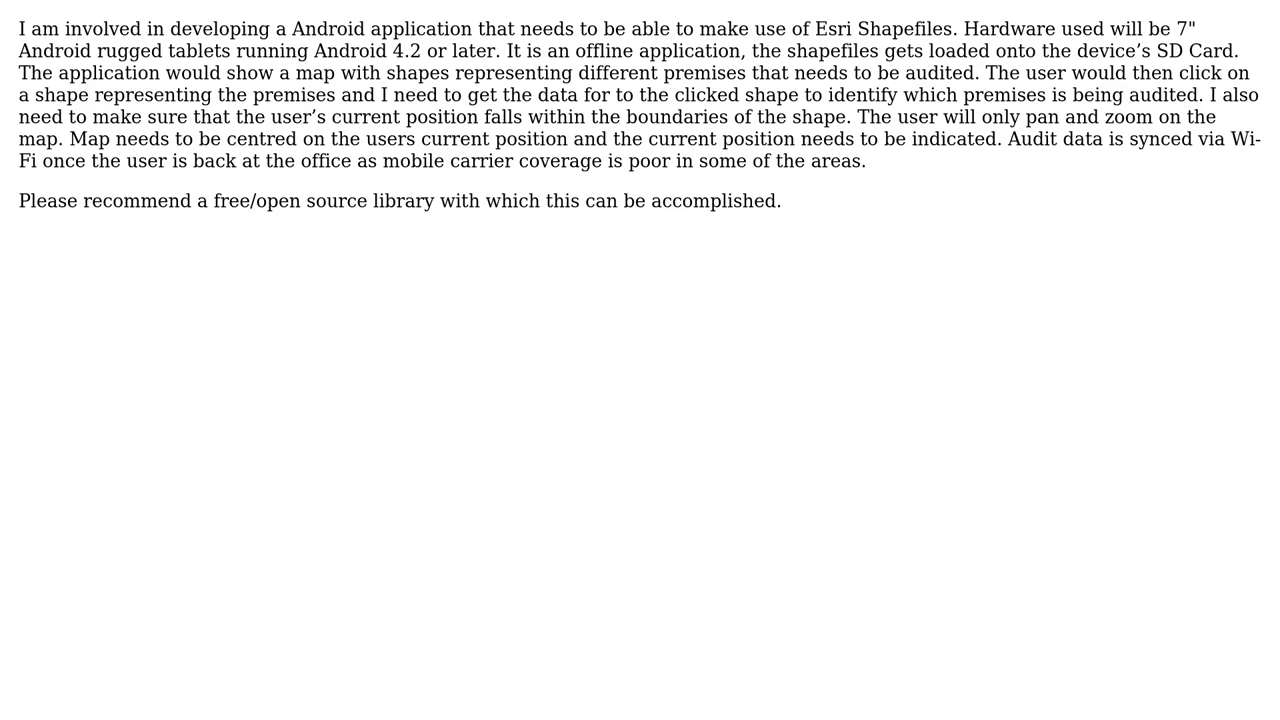 I am involved in developing a Android application that needs to be able to make use of Esri Shapefiles. Hardware used will be 7"
Android rugged tablets running Android 4.2 or later. It is an offline application, the shapefiles gets loaded onto the device’s SD Card.
The application would show a map with shapes representing different premises that needs to be audited. The user would then click on
a shape representing the premises and I need to get the data for to the clicked shape to identify which premises is being audited. I also
need to make sure that the user’s current position falls within the boundaries of the shape. The user will only pan and zoom on the
map. Map needs to be centred on the users current position and the current position needs to be indicated. Audit data is synced via Wi-
Fi once the user is back at the office as mobile carrier coverage is poor in some of the areas.
Please recommend a free/open source library with which this can be accomplished.